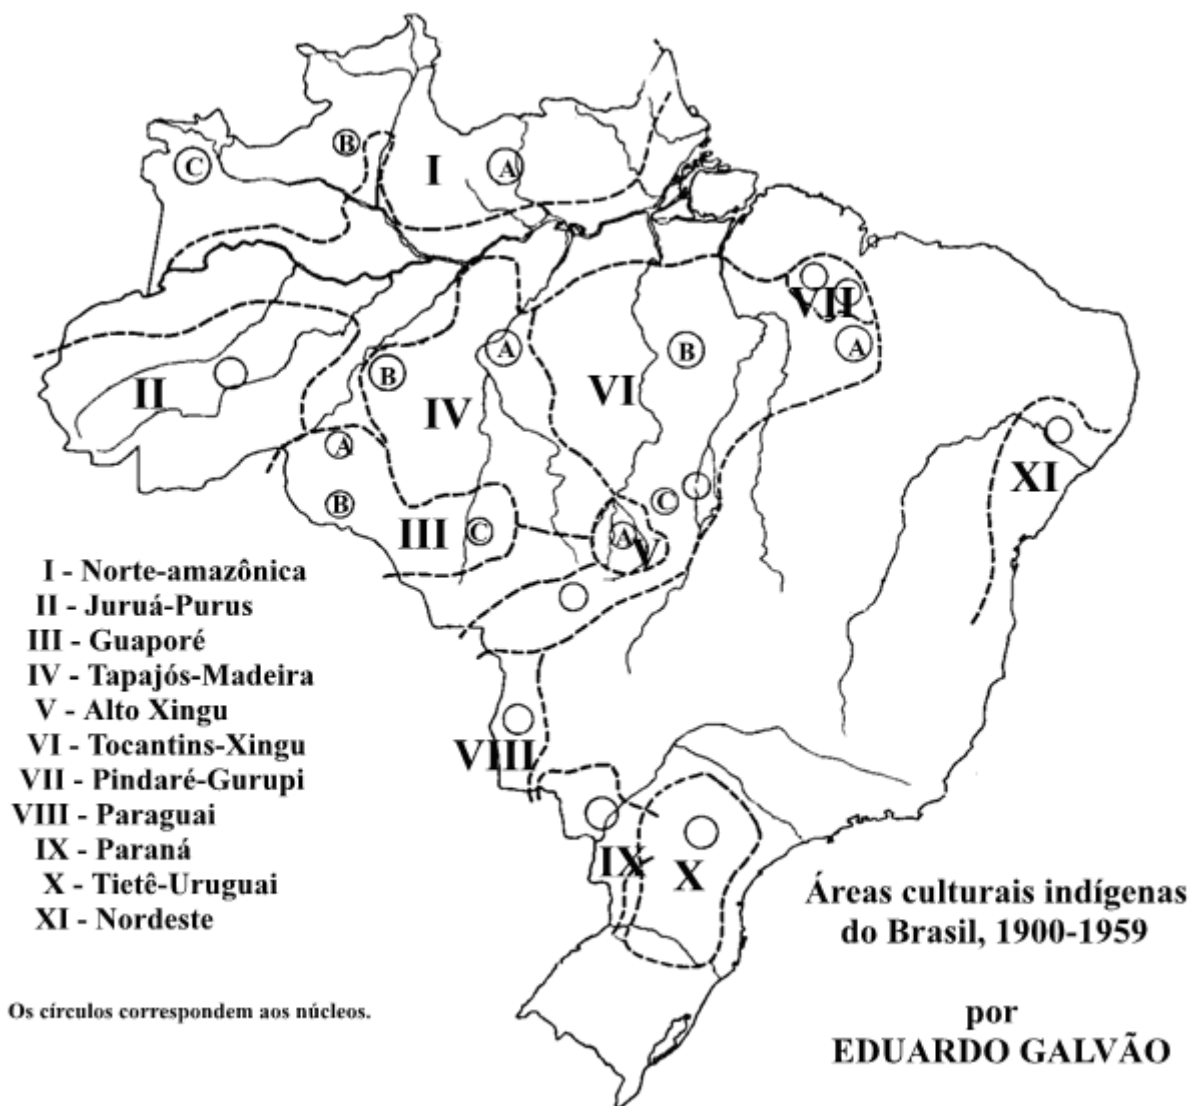 B
C
I
A
VII
A
B
A
B
VI
II
IV
XI
A
C
B
III
C
A
V
I - Norte-amazônica
II - Juruá-Purus
III - Guaporé
IV - Tapajós-Madeira
V - Alto Xingu
VI - Tocantins-Xingu
VII - Pindaré-Gurupi
VIII - Paraguai
IX - Paraná
X - Tietê-Uruguai
XI - Nordeste
VIII
IX
X
Áreas culturais indígenas
do Brasil, 1900-1959
Os círculos correspondem aos núcleos.
por
EDUARDO GALVÃO